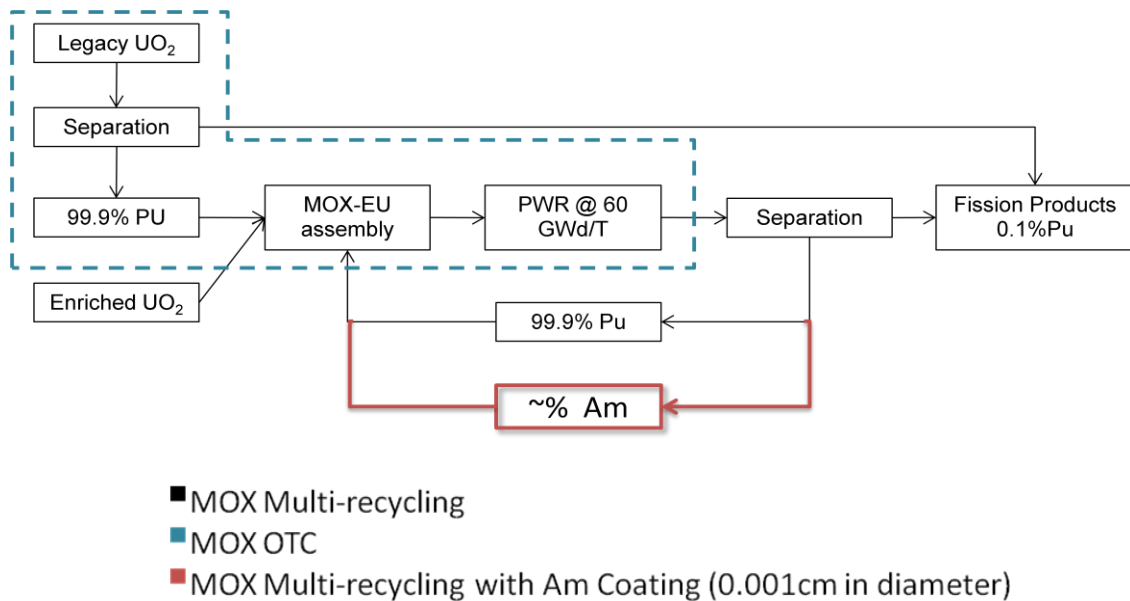 Legacy UO₂
Separation
99.9% PU
MOX-EU
assembly
PWR @ 60
GWd/T
Separation
Fission Products
0.1%Pu
Enriched UO₂
99.9% Pu
~% Am
MOX Multi-recycling
MOX OTC
MOX Multi-recycling with Am Coating (0.001cm in diameter)